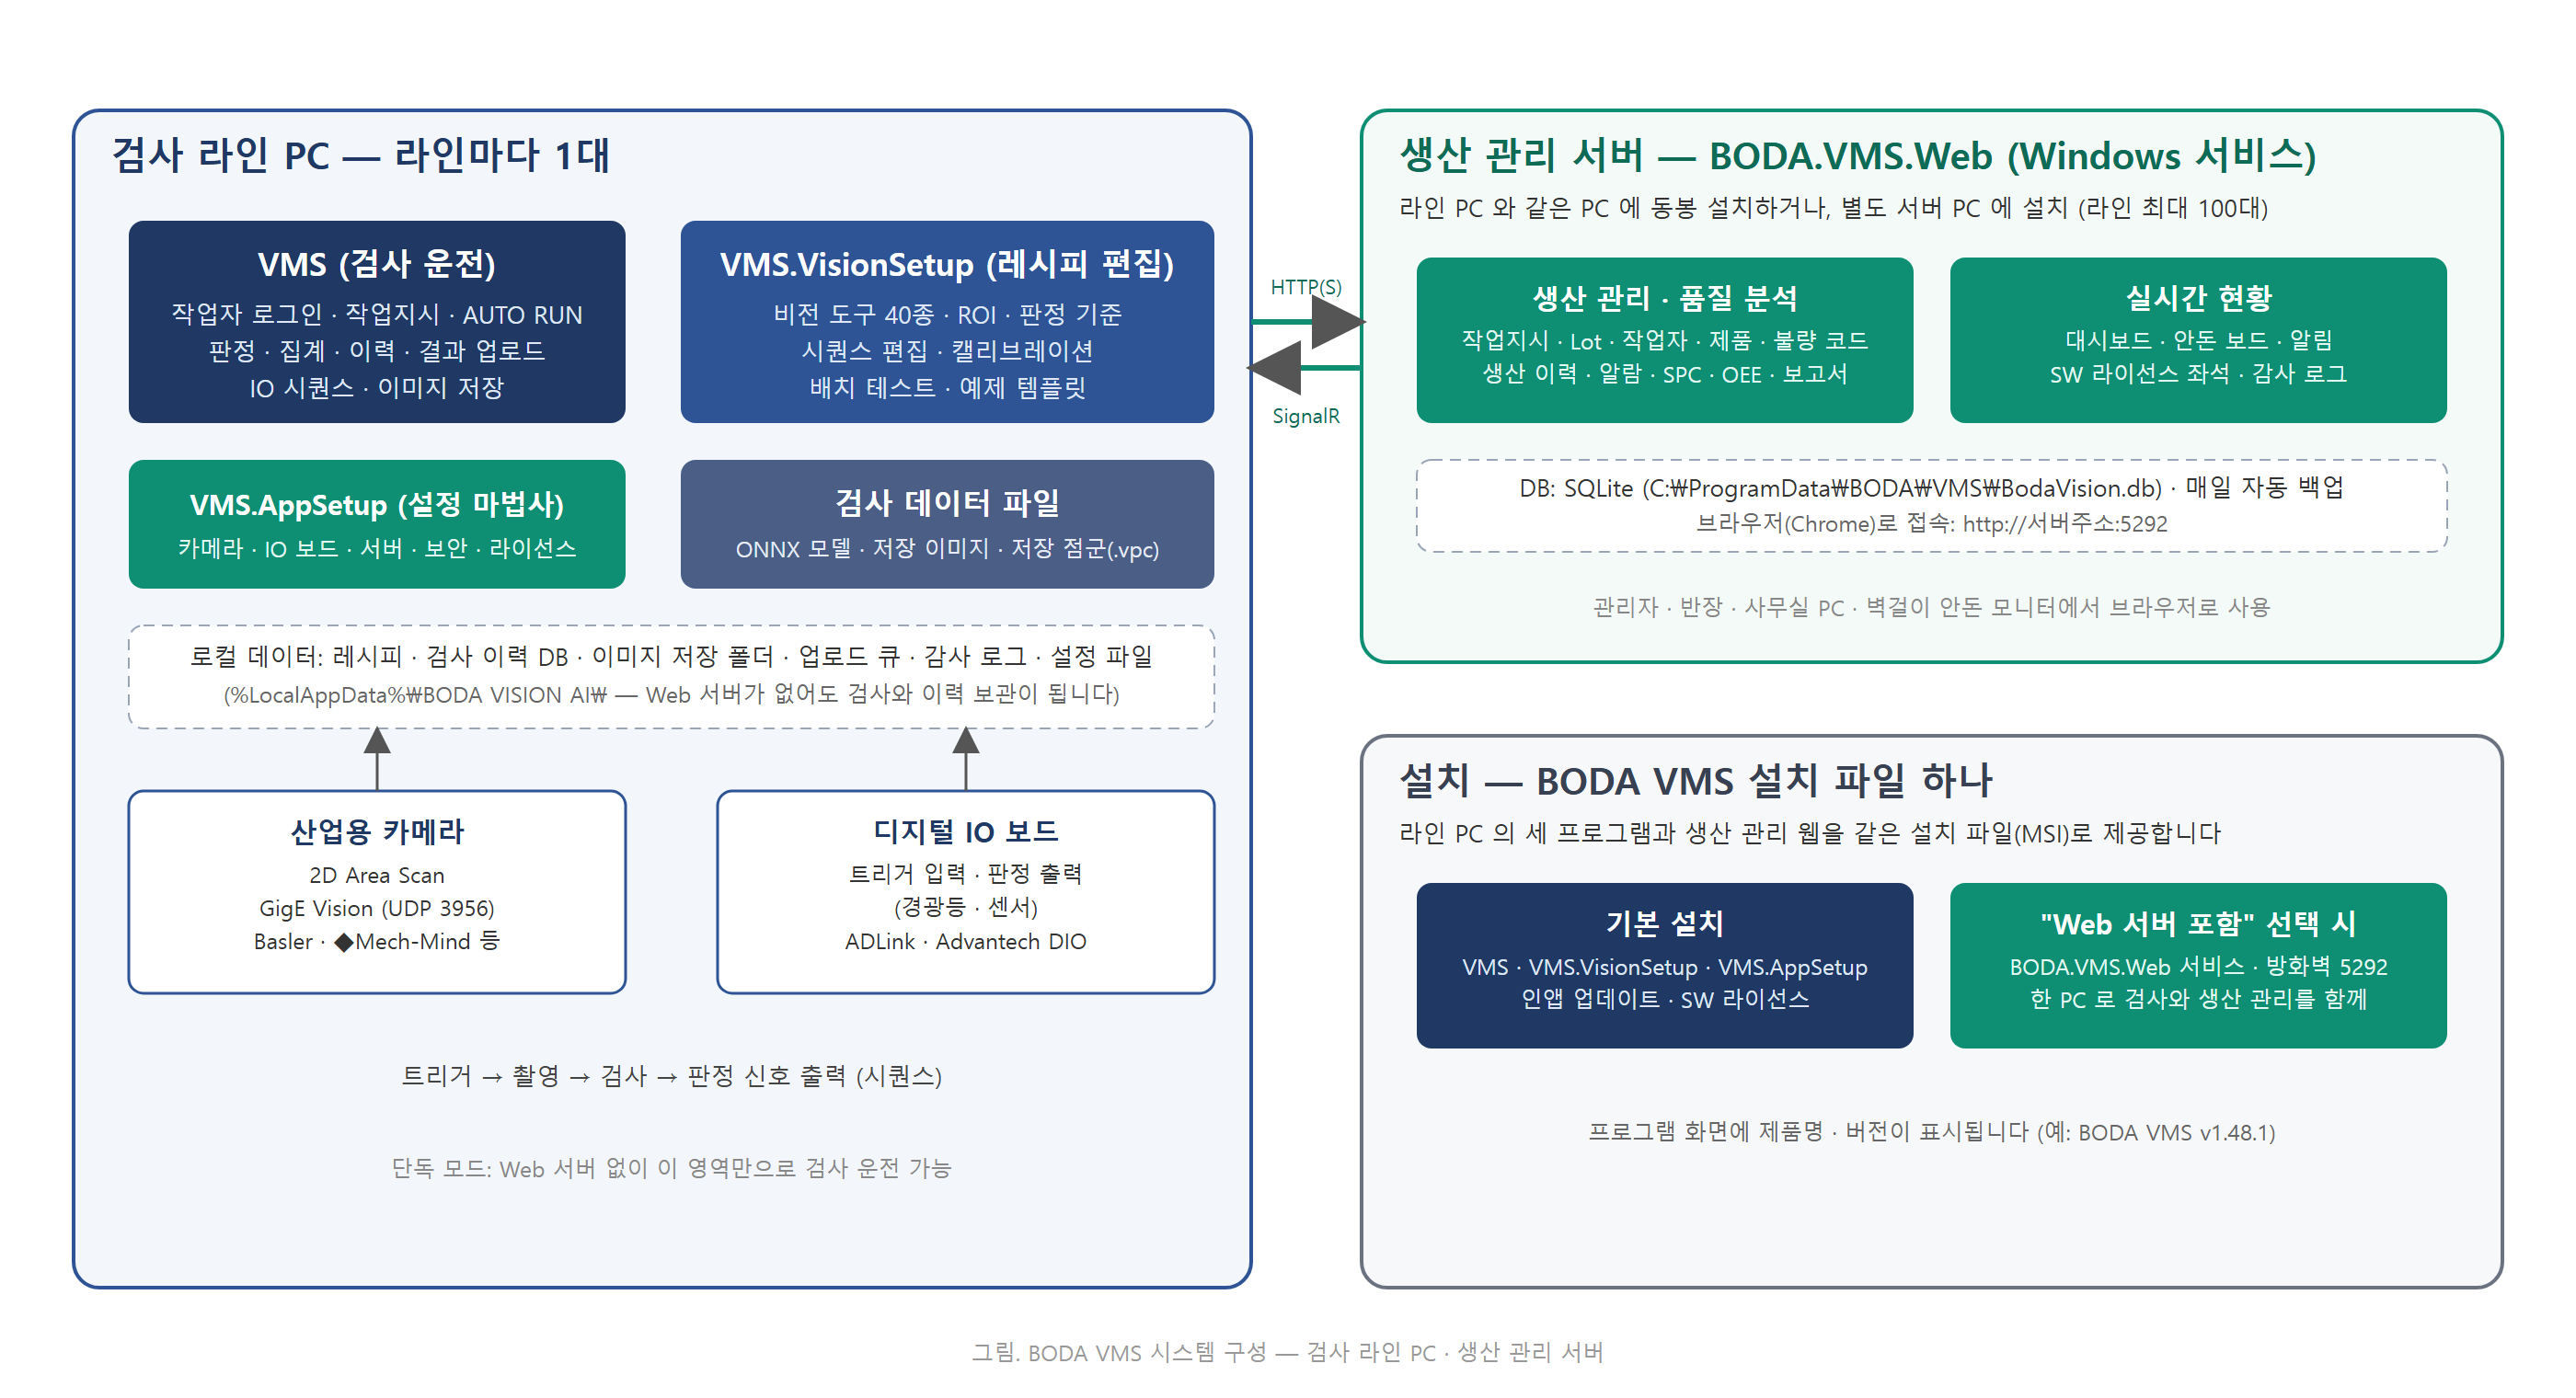 검사 라인 PC — 라인마다 1대
VMS (검사 운전)
작업자 로그인 · 작업지시 · AUTO RUN
판정 · 집계 · 이력 · 결과 업로드
IO 시퀀스 · 이미지 저장
VMS.VisionSetup (레시피 편집)
비전 도구 40종 · ROI · 판정 기준
시퀀스 편집 · 캘리브레이션
배치 테스트 · 예제 템플릿
VMS.AppSetup (설정 마법사)
카메라 · IO 보드 · 서버 · 보안 · 라이선스
검사 데이터 파일
ONNX 모델 · 저장 이미지 · 저장 점군(.vpc)
로컬 데이터: 레시피 · 검사 이력 DB · 이미지 저장 폴더 · 업로드 큐 · 감사 로그 · 설정 파일
(%LocalAppData%₩BODA VISION AI₩ — Web 서버가 없어도 검사와 이력 보관이 됩니다)
산업용 카메라
2D Area Scan
GigE Vision (UDP 3956)
Basler · ◆Mech-Mind 등
디지털 IO 보드
트리거 입력 · 판정 출력
(경광등 · 센서)
ADLink · Advantech DIO
트리거 → 촬영 → 검사 → 판정 신호 출력 (시퀀스)
단독 모드: Web 서버 없이 이 영역만으로 검사 운전 가능
HTTP(S)
SignalR
생산 관리 서버 — BODA.VMS.Web (Windows 서비스)
라인 PC 와 같은 PC 에 동봉 설치하거나, 별도 서버 PC 에 설치 (라인 최대 100대)
생산 관리 · 품질 분석
작업지시 · Lot · 작업자 · 제품 · 불량 코드
생산 이력 · 알람 · SPC · OEE · 보고서
실시간 현황
대시보드 · 안돈 보드 · 알림
SW 라이선스 좌석 · 감사 로그
DB: SQLite (C:₩ProgramData₩BODA₩VMS₩BodaVision.db) · 매일 자동 백업
브라우저(Chrome)로 접속: http://서버주소:5292
관리자 · 반장 · 사무실 PC · 벽걸이 안돈 모니터에서 브라우저로 사용
설치 — BODA VMS 설치 파일 하나
라인 PC 의 세 프로그램과 생산 관리 웹을 같은 설치 파일(MSI)로 제공합니다
기본 설치
VMS · VMS.VisionSetup · VMS.AppSetup
인앱 업데이트 · SW 라이선스
"Web 서버 포함" 선택 시
BODA.VMS.Web 서비스 · 방화벽 5292
한 PC 로 검사와 생산 관리를 함께
프로그램 화면에 제품명 · 버전이 표시됩니다 (예: BODA VMS v1.48.1)
그림. BODA VMS 시스템 구성 — 검사 라인 PC · 생산 관리 서버